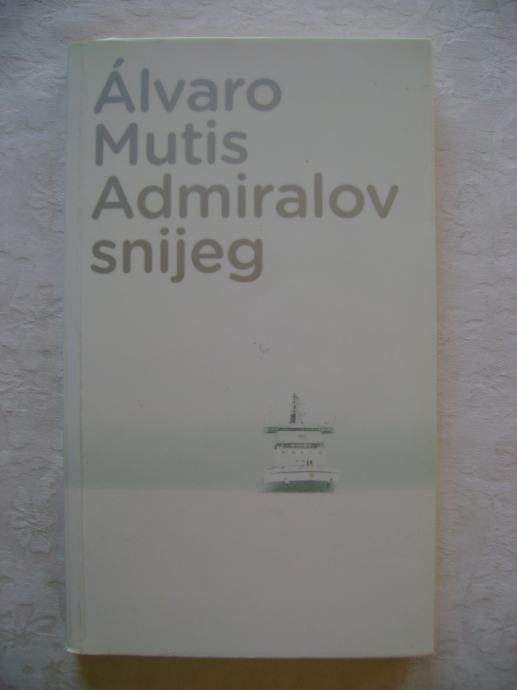 Álvaro
Mutis
Admiralov
snijeg